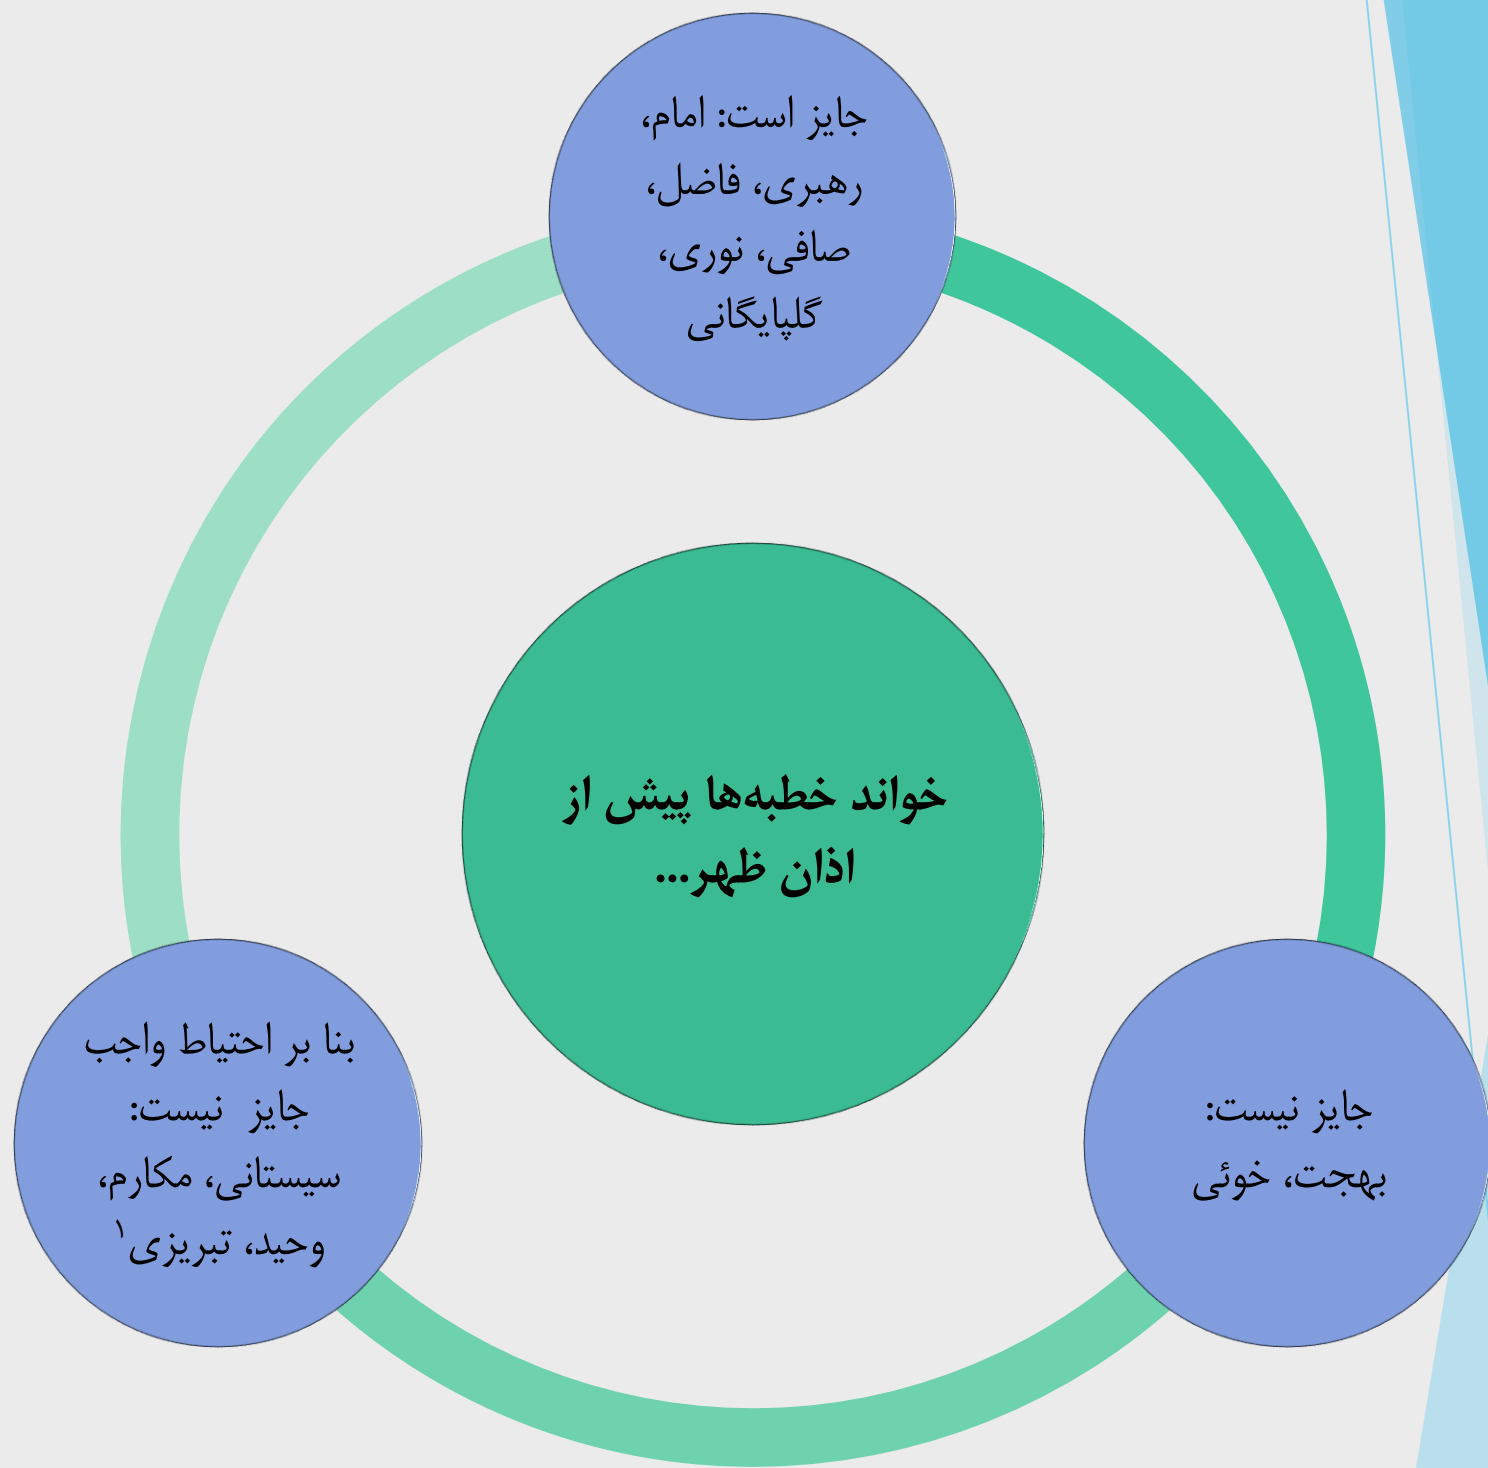 جایز است: امام،
رهبری، فاضل،
صافی، نوری،
گلپایگانی
خواند خطبه‌ها پیش از
اذان ظهر...
جایز نیست:
بهجت، خوئی
بنا بر احتیاط واجب
جایز نیست:
سیستانی، مکارم،
وحید، تبریزی۱